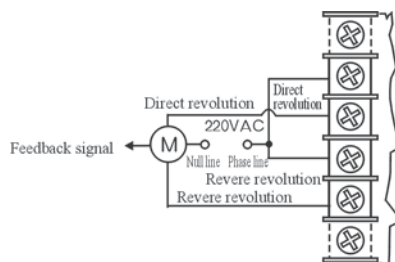 Direct
revolution
Direct revolution
220VAC
Feedback signal
M
Null line
Phase line
Revere revolution
Revere revolution